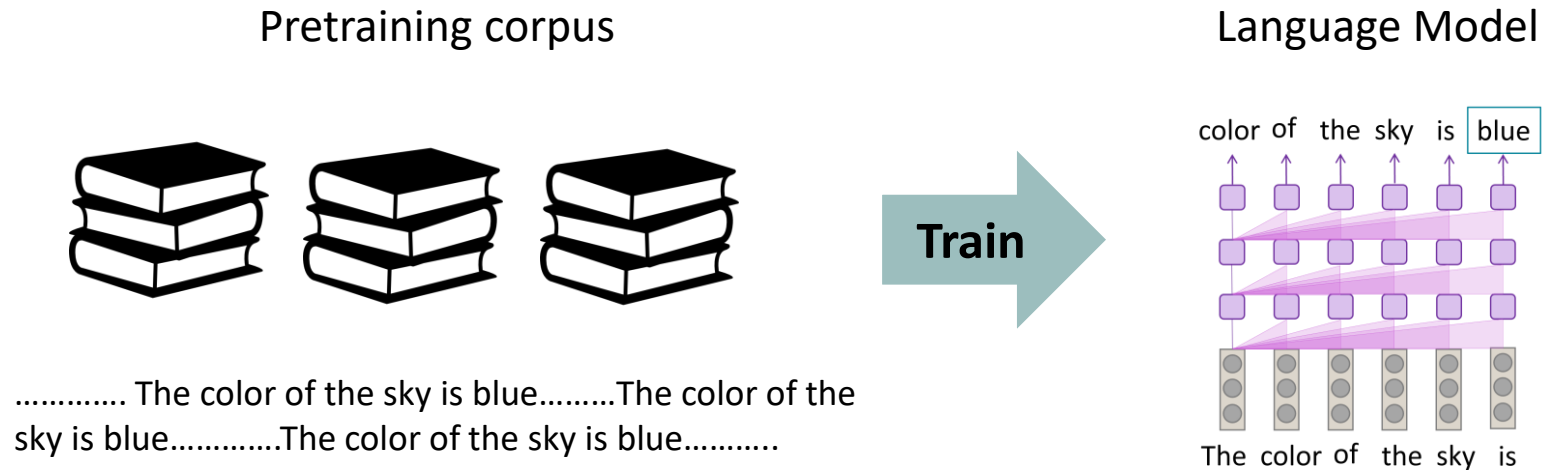 Pretraining corpus
Language Model
color of the sky is blue
Train
…………. The color of the sky is blue………The color of the
sky is blue………….The color of the sky is blue………..
The color of the sky is